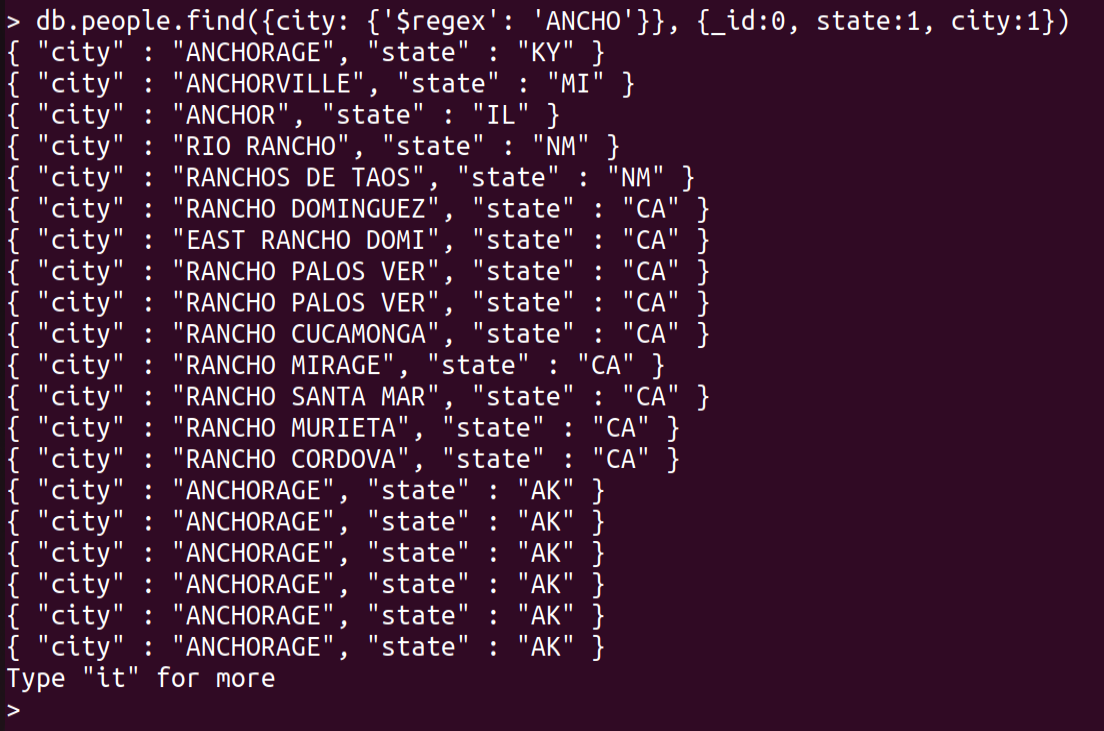 > db.people.find({city: {'$regex': 'ANCHO'}}, {_id:0, state:1, city:1})
{ "city" : "ANCHORAGE", "state" : "KY" }
{ "city" : "ANCHORVILLE", "state" : "MI" }
{ "city" : "ANCHOR", "state" : "IL" }
{ "city" : "RIO RANCHO", "state" : "NM" }
{ "city" : "RANCHOS DE TAOS", "state" : "NM" }
{ "city" : "RANCHO DOMINGUEZ", "state" : "CA" }
{ "city" : "EAST RANCHO DOMI", "state" : "CA" }
{ "city" : "RANCHO PALOS VER", "state" : "CA" }
{ "city" : "RANCHO PALOS VER", "state" : "CA" }
{ "city" : "RANCHO CUCAMONGA", "state" : "CA" }
{ "city" : "RANCHO MIRAGE", "state" : "CA" }
{ "city" : "RANCHO SANTA MAR", "state" : "CA" }
{ "city" : "RANCHO MURIETA", "state" : "CA" }
{ "city" : "RANCHO CORDOVA", "state" : "CA" }
{ "city" : "ANCHORAGE", "state" : "AK" }
{ "city" : "ANCHORAGE", "state" : "AK" }
{ "city" : "ANCHORAGE", "state" : "AK" }
{ "city" : "ANCHORAGE", "state" : "AK" }
{ "city" : "ANCHORAGE", "state" : "AK" }
{ "city" : "ANCHORAGE", "state" : "AK" }
Type "it" for more
>